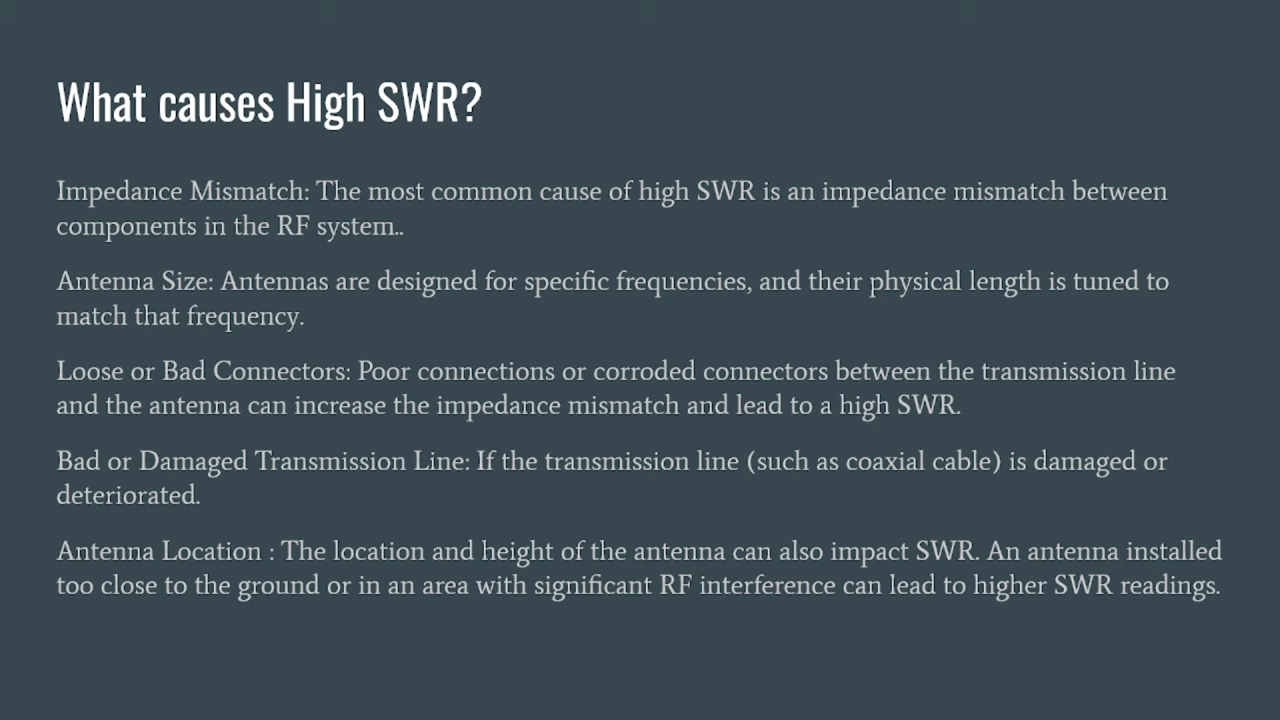 What causes High SWR?
Impedance Mismatch: The most common cause of high SWR is an impedance mismatch between
components in the RF system..
Antenna Size: Antennas are designed for specific frequencies, and their physical length is tuned to
match that frequency.
Loose or Bad Connectors: Poor connections or corroded connectors between the transmission line
and the antenna can increase the impedance mismatch and lead to a high SWR.
Bad or Damaged Transmission Line: If the transmission line (such as coaxial cable) is damaged or
deteriorated.
Antenna Location : The location and height of the antenna can also impact SWR. An antenna installed
too close to the ground or in an area with significant RF interference can lead to higher SWR readings.